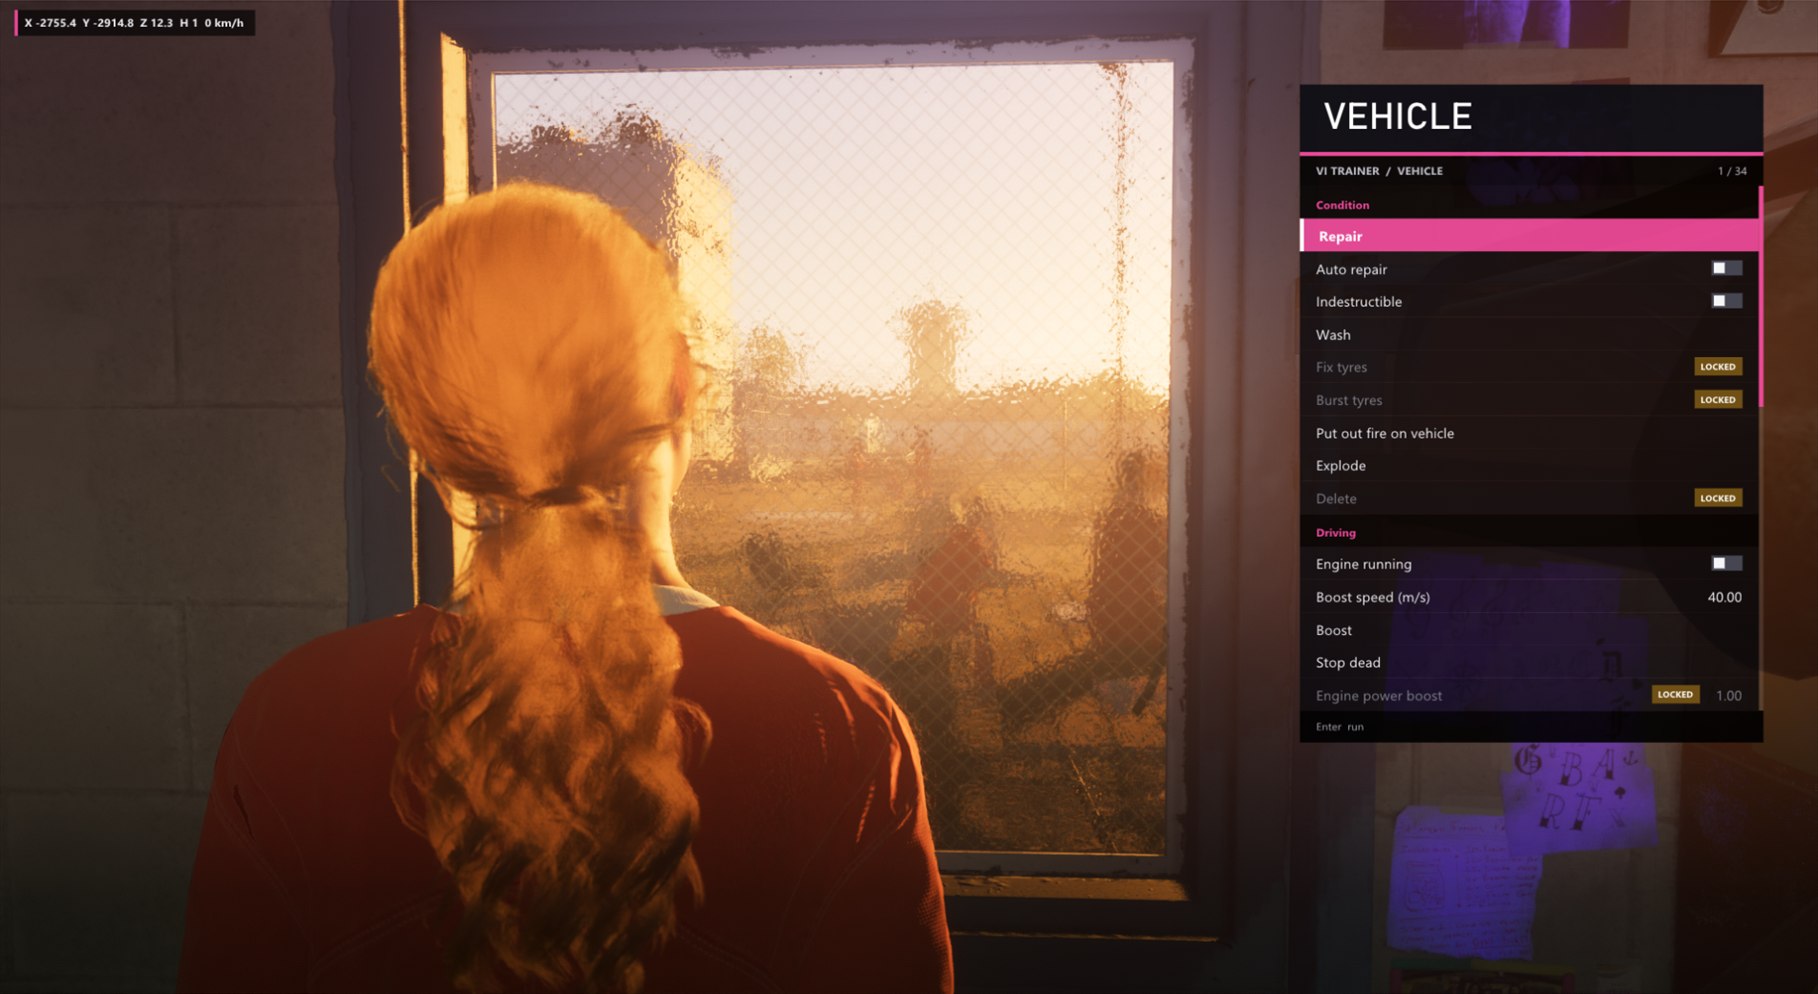 X -2755.4 Y -2914.8 Z 12.3 H 1 0 km/h
VEHICLE
VI TRAINER / VEHICLE 1 / 34
Condition
Repair
Auto repair
Indestructible
Wash
Fix tyres LOCKED
Burst tyres LOCKED
Put out fire on vehicle
Explode
Delete LOCKED
Driving
Engine running
Boost speed (m/s) 40.00
Boost
Stop dead
Engine power boost LOCKED 1.00
Enter run
G B A
R F